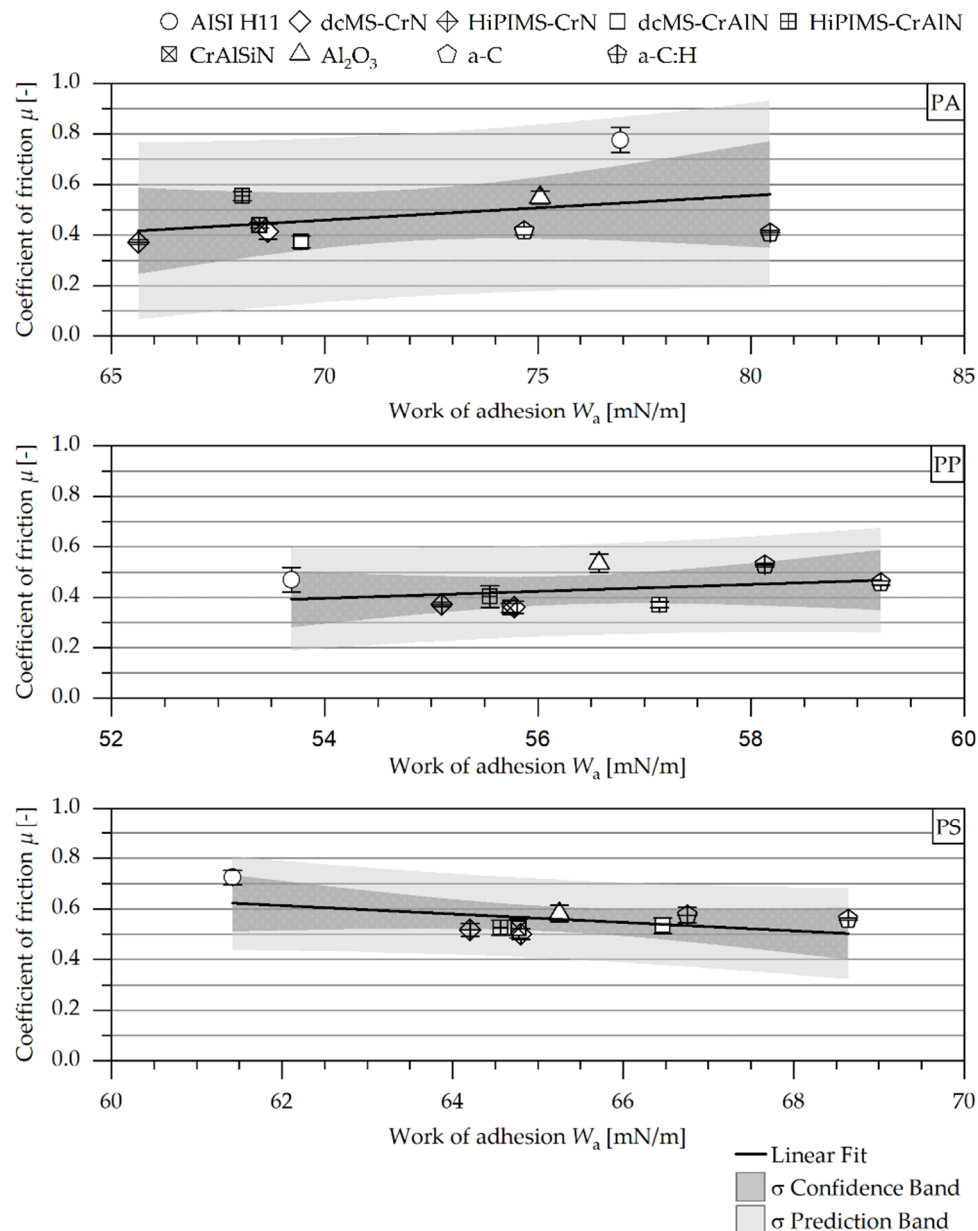 AISI H11 dcMS-CrN HiPIMS-CrN dcMS-CrAlN HiPIMS-CrAlN
CrAlSiN Al₂O₃ a-C a-C:H
Coefficient of friction μ [-]
1.0
0.8
0.6
0.4
0.2
0.0
PA
65 70 75 80 85
Work of adhesion Wₐ [mN/m]
Coefficient of friction μ [-]
1.0
0.8
0.6
0.4
0.2
0.0
PP
52 54 56 58 60
Work of adhesion Wₐ [mN/m]
Coefficient of friction μ [-]
1.0
0.8
0.6
0.4
0.2
0.0
PS
60 62 64 66 68 70
Work of adhesion Wₐ [mN/m]
Linear Fit
σ Confidence Band
σ Prediction Band